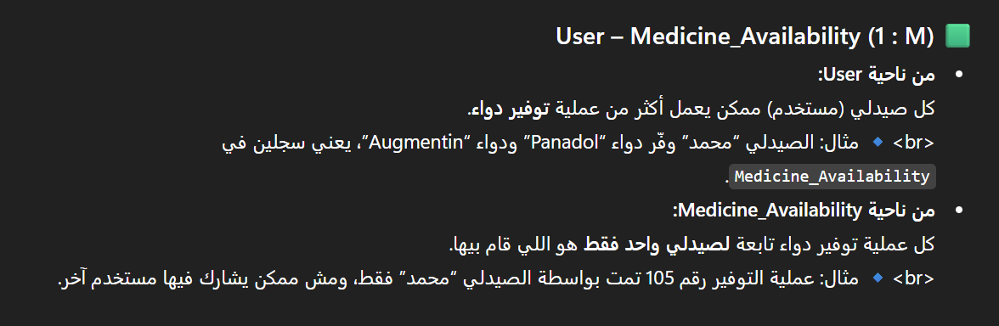 🟩 User – Medicine_Availability (1 : M)
• من ناحية User:
كل صيدلي (مستخدم) ممكن يعمل أكثر من عملية توفير دواء.
<br> 🔹 مثال: الصيدلي “محمد” وفّر دواء “Panadol” ودواء “Augmentin”، يعني سجلين في
Medicine_Availability.
• من ناحية Medicine_Availability:
كل عملية توفير دواء تابعة لصيدلي واحد فقط هو اللي قام بيها.
<br> 🔹 مثال: عملية التوفير رقم 105 تمت بواسطة الصيدلي “محمد” فقط، ومش ممكن يشارك فيها مستخدم آخر.